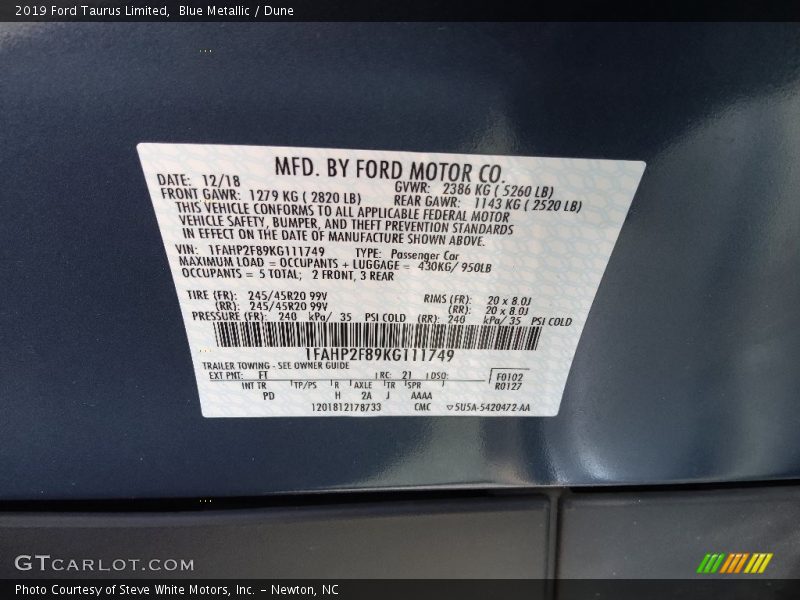 2019 Ford Taurus Limited, Blue Metallic / Dune
MFD. BY FORD MOTOR CO.
DATE: 12/18 GVWR: 2386 KG ( 5260 LB)
FRONT GAWR: 1279 KG ( 2820 LB) REAR GAWR: 1143 KG ( 2520 LB)
THIS VEHICLE CONFORMS TO ALL APPLICABLE FEDERAL MOTOR
VEHICLE SAFETY, BUMPER, AND THEFT PREVENTION STANDARDS
IN EFFECT ON THE DATE OF MANUFACTURE SHOWN ABOVE.
VIN: 1FAHP2F89KG111749 TYPE: Passenger Car
MAXIMUM LOAD = OCCUPANTS + LUGGAGE = 430KG/ 950LB
OCCUPANTS = 5 TOTAL; 2 FRONT, 3 REAR
TIRE (FR): 245/45R20 99V RIMS (FR): 20 x 8.0J
(RR): 245/45R20 99V (RR): 20 x 8.0J
PRESSURE (FR): 240 kPa/ 35 PSI COLD (RR): 240 kPa/ 35 PSI COLD
1FAHP2F89KG111749
TRAILER TOWING - SEE OWNER GUIDE
EXT PNT: FT RC: 21 DSO: F0102
R0127
INT TR TP/PS R AXLE TR SPR
PD H 2A J AAAA
1201812178733 CMC ▽5U5A-5420472-AA
GTCARLOT.COM
Photo Courtesy of Steve White Motors, Inc. – Newton, NC